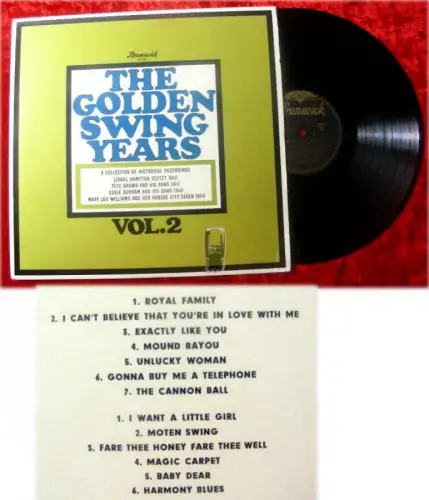 Brunswick
THE
GOLDEN
SWING
YEARS
A COLLECTION OF HISTORICAL RECORDINGS
LIONEL HAMPTON SEXTET 1940
PETE BROWN AND HIS BAND 1942
EDDIE DURHAM AND HIS BAND 1940
MARY LOU WILLIAMS AND HER KANSAS CITY SEVEN 1940
VOL.2
Brunswick
1. ROYAL FAMILY
2. I CAN'T BELIEVE THAT YOU'RE IN LOVE WITH ME
3. EXACTLY LIKE YOU
4. MOUND BAYOU
5. UNLUCKY WOMAN
6. GONNA BUY ME A TELEPHONE
7. THE CANNON BALL
1. I WANT A LITTLE GIRL
2. MOTEN SWING
3. FARE THEE HONEY FARE THEE WELL
4. MAGIC CARPET
5. BABY DEAR
6. HARMONY BLUES